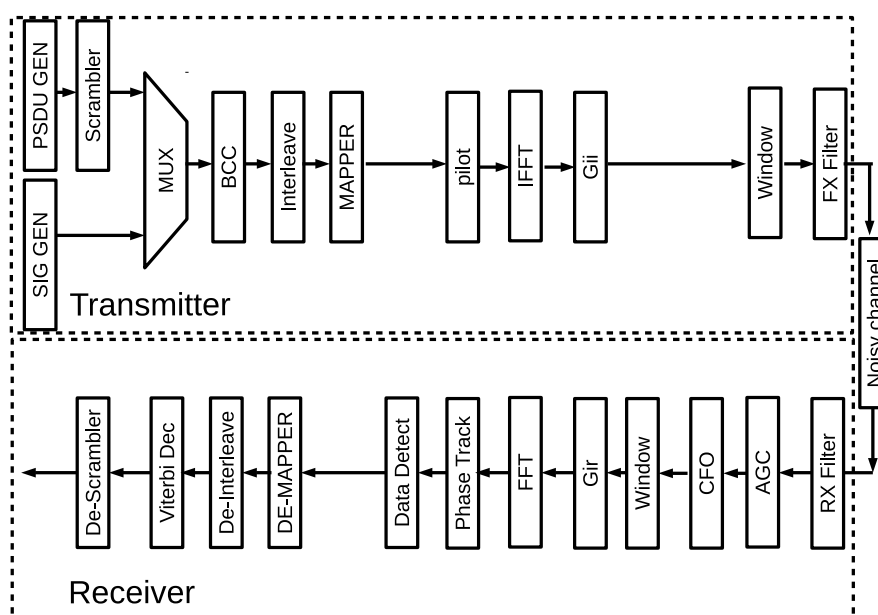 PSDU GEN
Scrambler
SIG GEN
MUX
BCC
Interleave
MAPPER
pilot
IFFT
Gii
Window
FX Filter
Transmitter
Noisy channel
De-Scrambler
Viterbi Dec
De-Interleave
DE-MAPPER
Data Detect
Phase Track
FFT
Gir
Window
CFO
AGC
RX Filter
Receiver